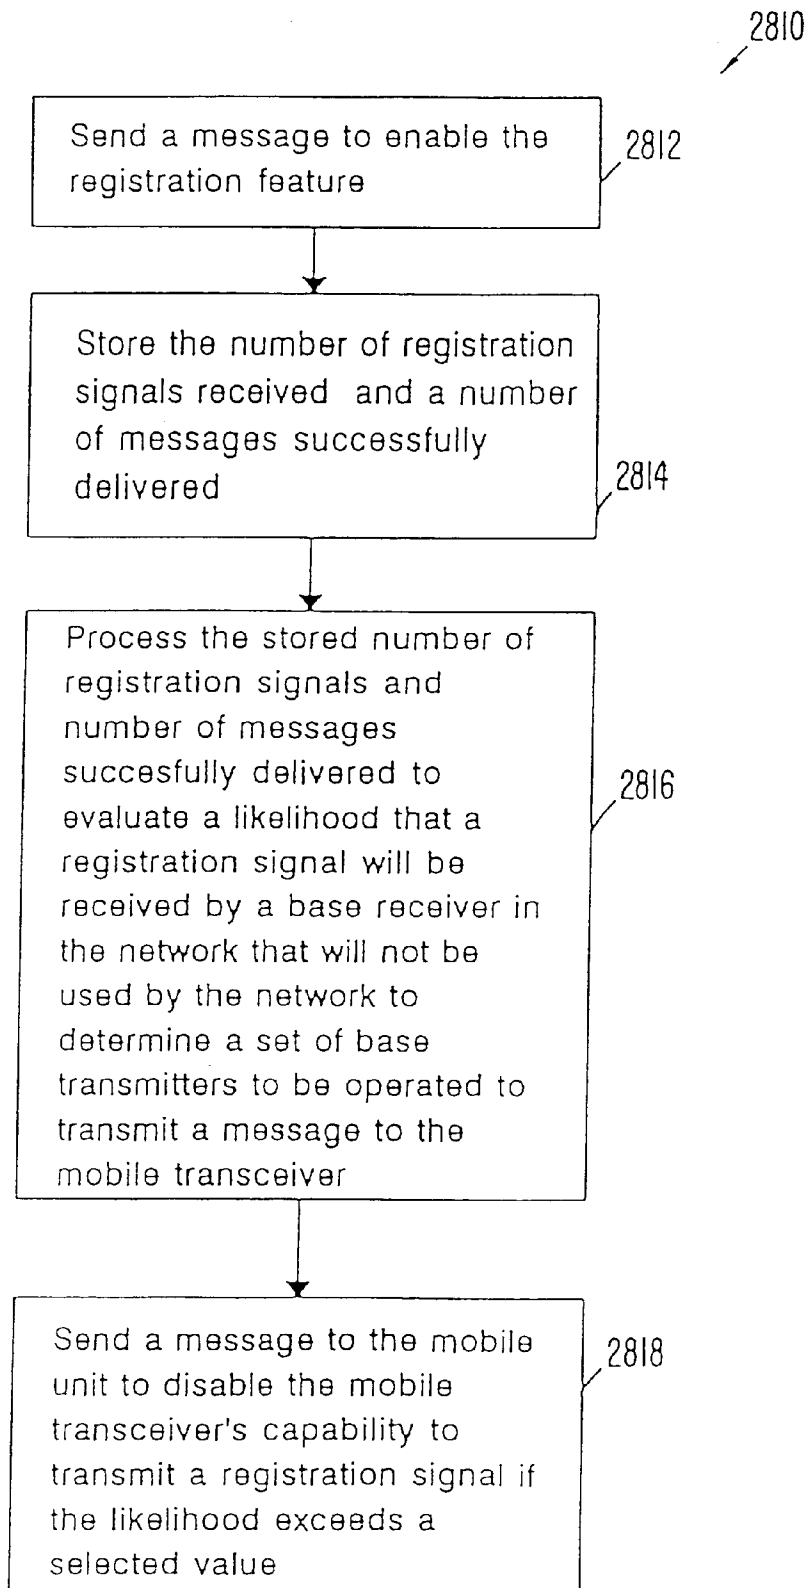 2810
Send a message to enable the
registration feature
2812
Store the number of registration
signals received and a number
of messages successfully
delivered
2814
Process the stored number of
registration signals and
number of messages
succesfully delivered to
evaluate a likelihood that a
registration signal will be
received by a base receiver in
the network that will not be
used by the network to
determine a set of base
transmitters to be operated to
transmit a message to the
mobile transceiver
2816
Send a message to the mobile
unit to disable the mobile
transceiver's capability to
transmit a registration signal if
the likelihood exceeds a
selected value
2818